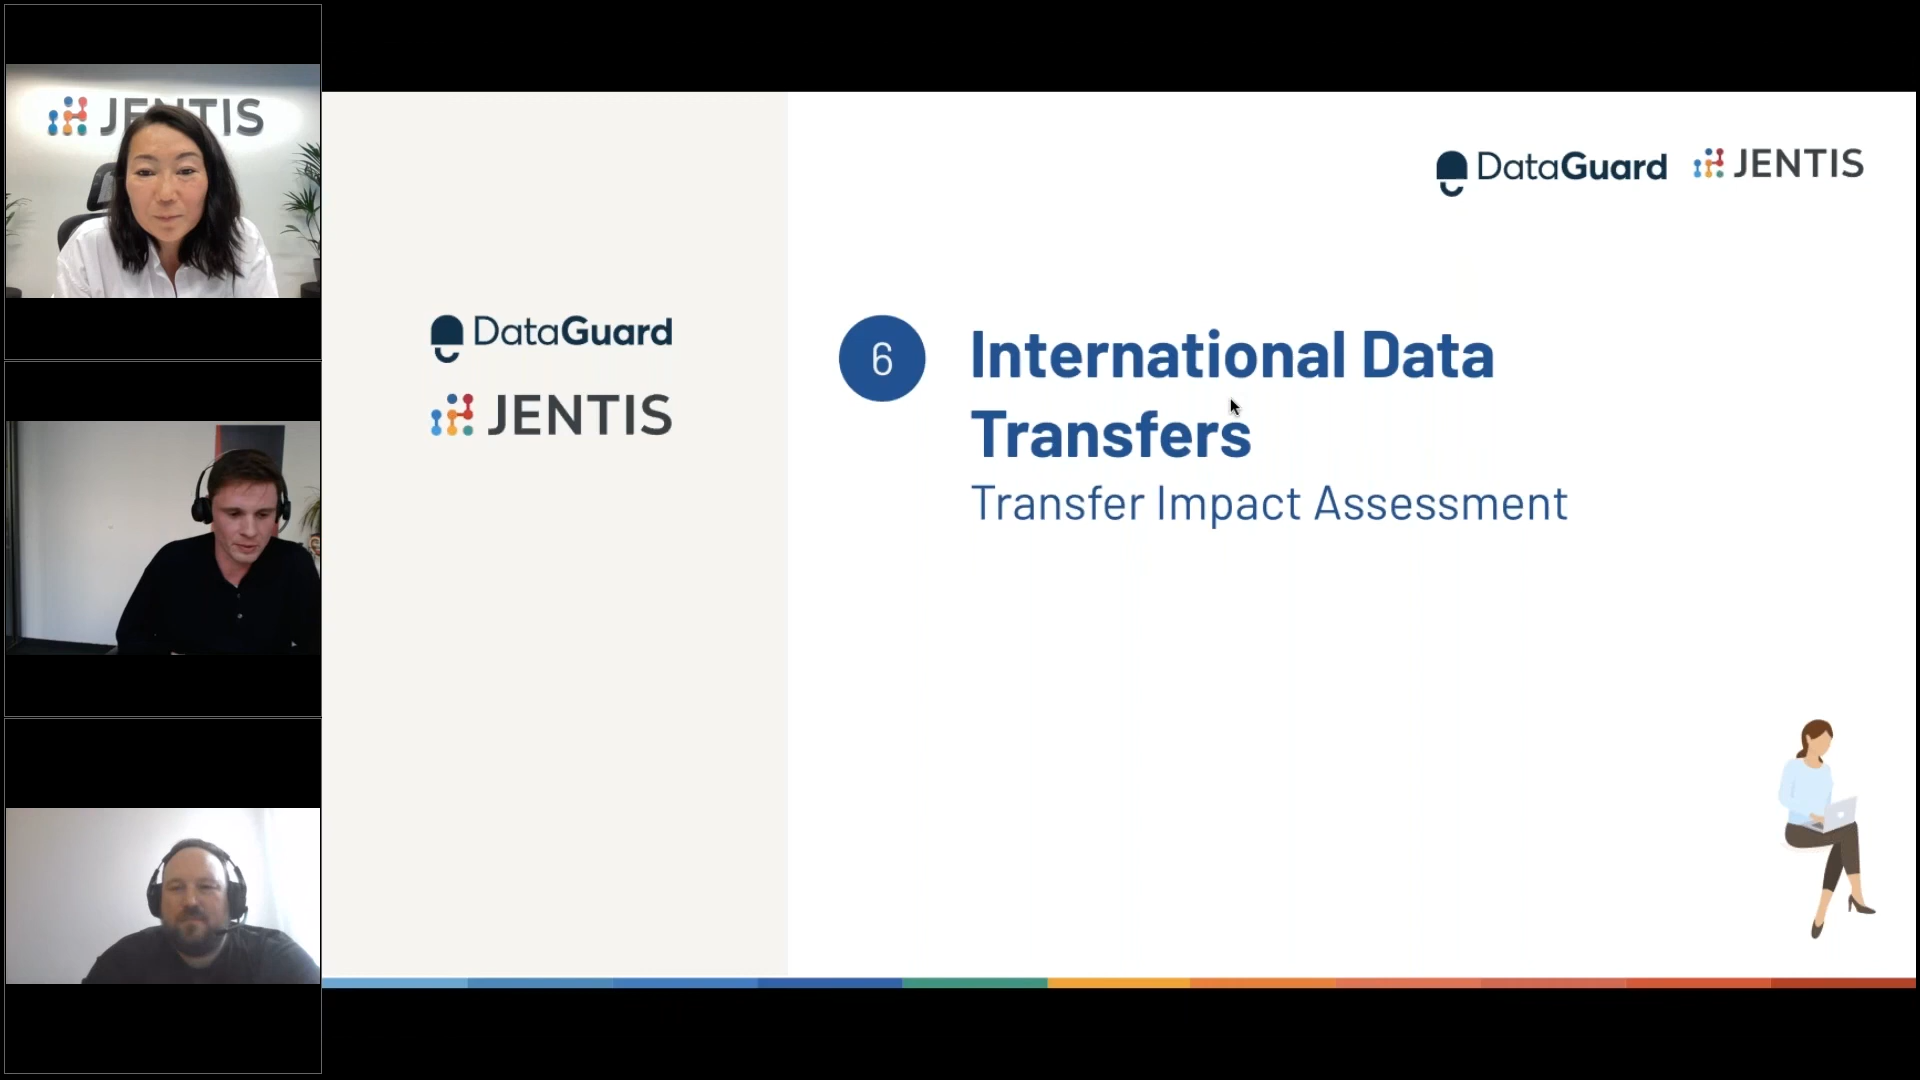 JENTIS
DataGuard
JENTIS
DataGuard
JENTIS
6
International Data
Transfers
Transfer Impact Assessment